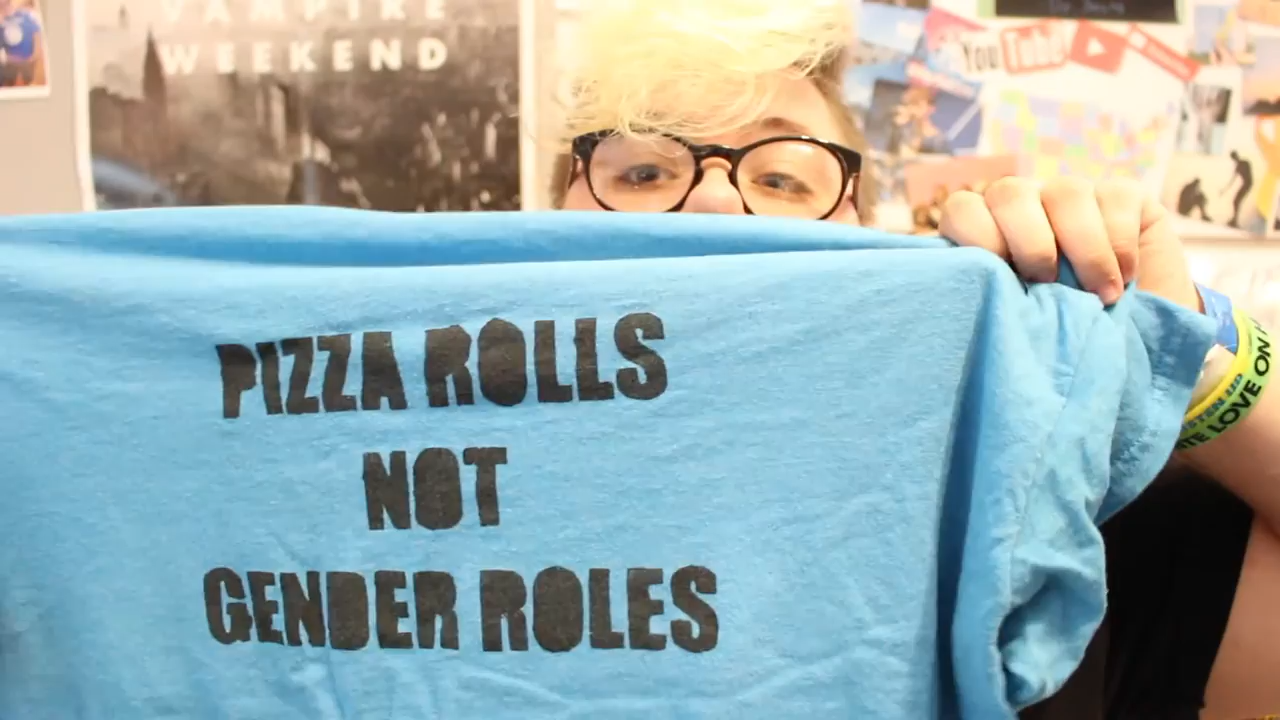 VAMPIRE
WEEKEND
YouTube
PIZZA ROLLS
NOT
GENDER ROLES
LOVE ON